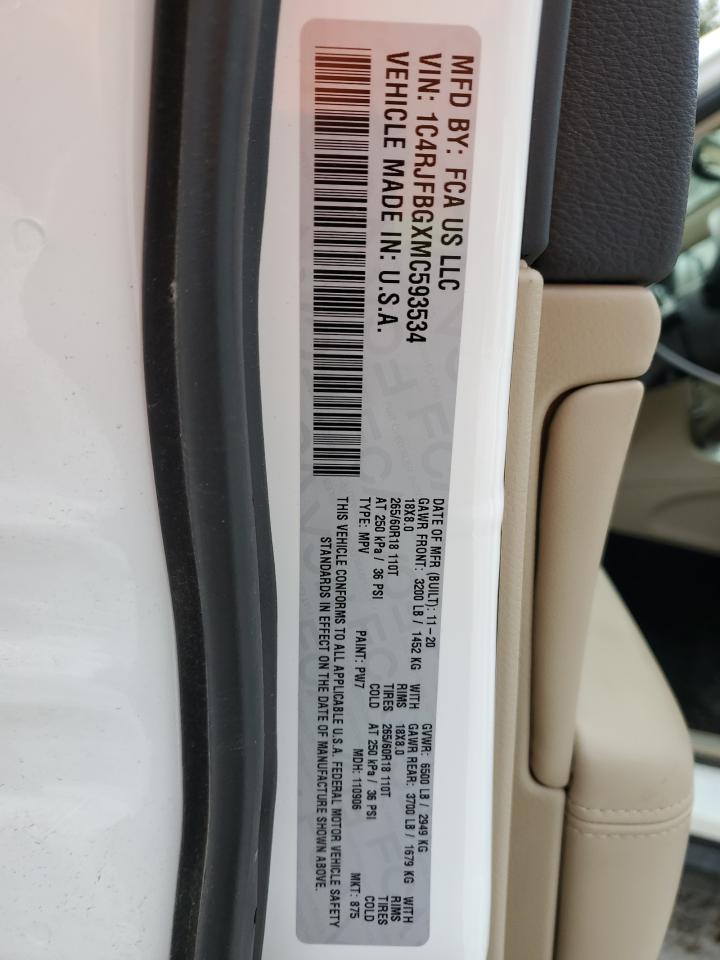 MFD BY: FCA US LLC
VIN: 1C4RJFBGXMC593534
VEHICLE MADE IN: U.S.A.
DATE OF MFR (BUILT): 11-20 GVWR: 6500 LB / 2949 KG
GAWR FRONT: 3200 LB / 1452 KG WITH GAWR REAR: 3700 LB / 1679 KG WITH
18X8.0 RIMS 18X8.0 RIMS
265/60R18 110T TIRES 265/60R18 110T TIRES
AT 250 kPa / 36 PSI COLD AT 250 kPa / 36 PSI COLD
TYPE: MPV PAINT: PW7 MDH: 110906 MKT: 875
THIS VEHICLE CONFORMS TO ALL APPLICABLE U.S.A. FEDERAL MOTOR VEHICLE SAFETY
STANDARDS IN EFFECT ON THE DATE OF MANUFACTURE SHOWN ABOVE.